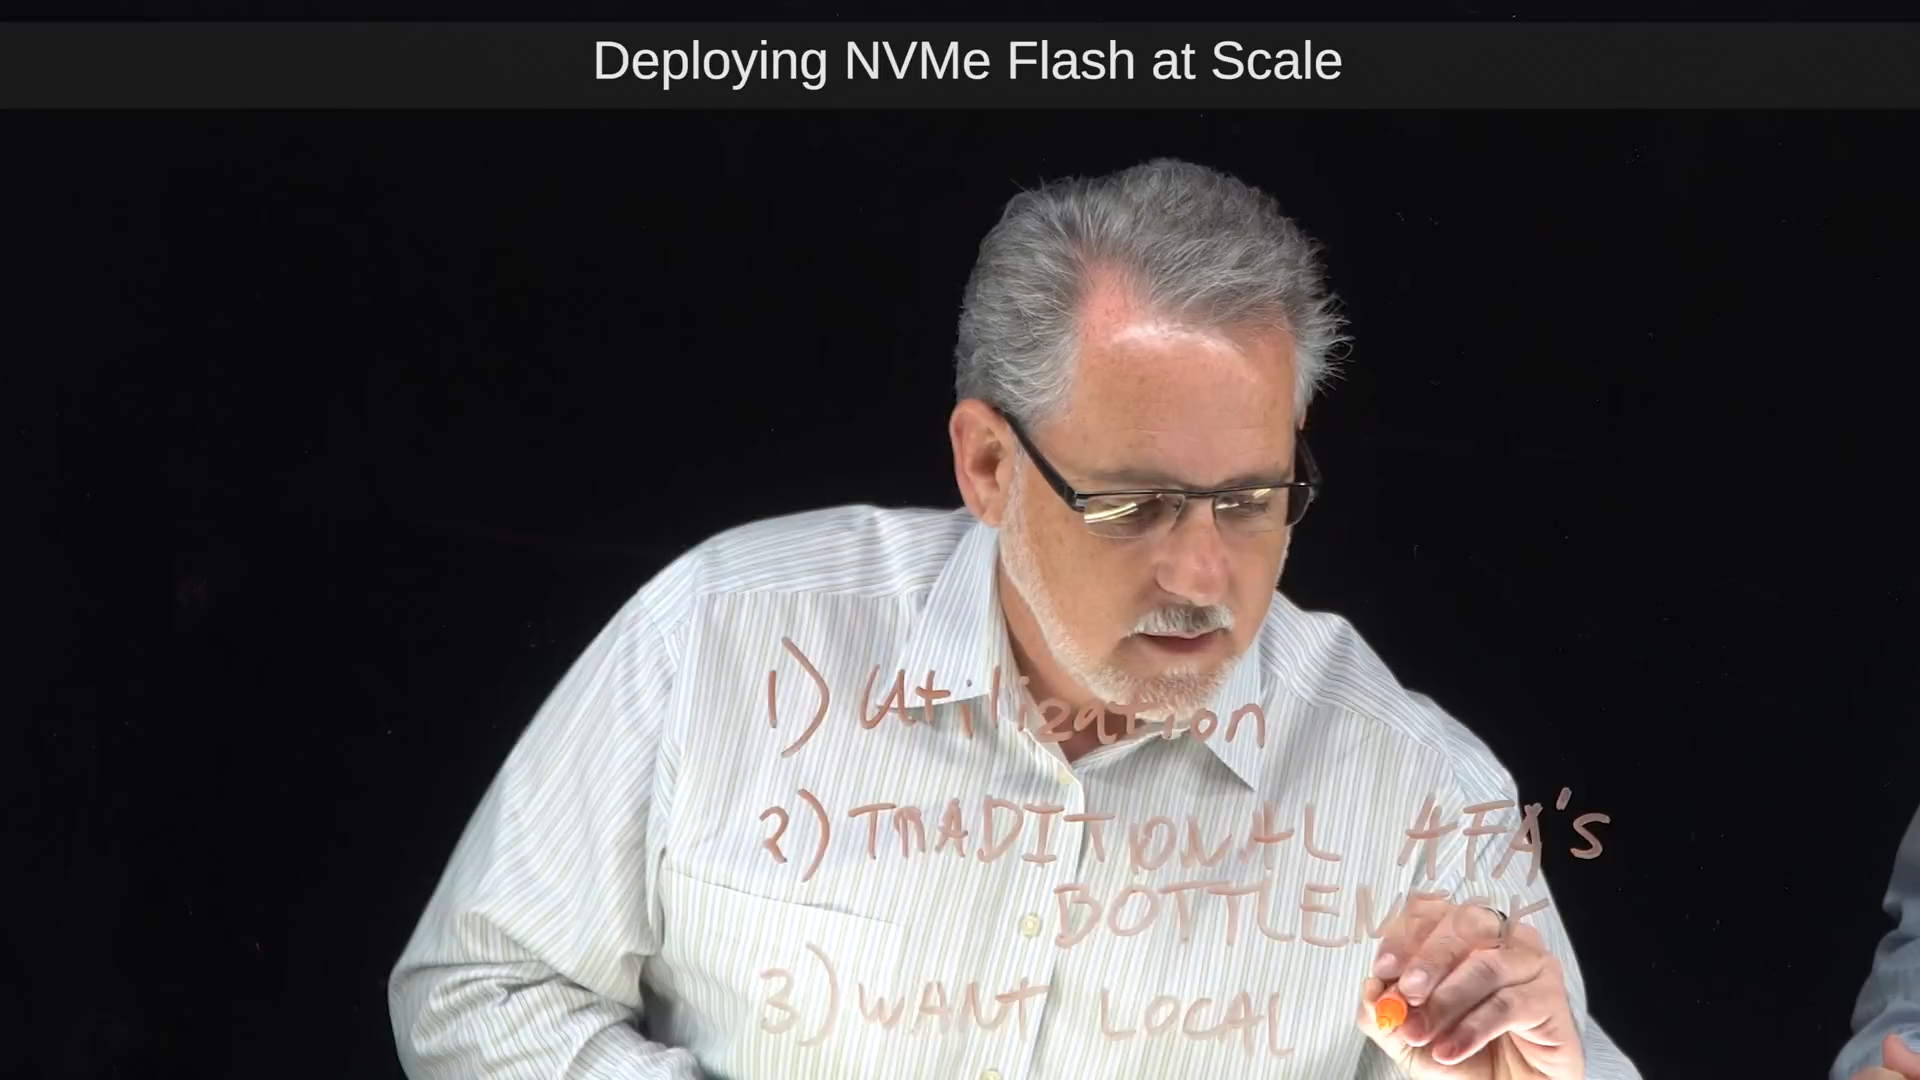 Deploying NVMe Flash at Scale
1) Utilization
2) TRADITIONAL AFA's
BOTTLENECK
3) WANT LOCAL